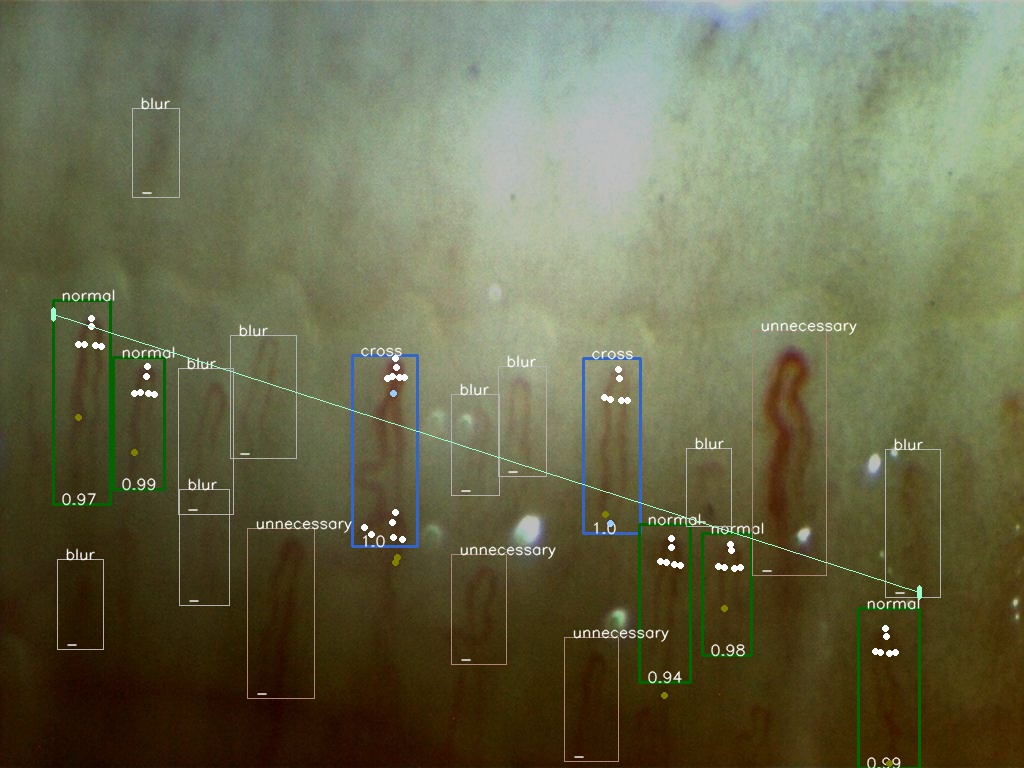 blur
normal
unnecessary
blur
cross
normal
cross
blur
blur
blur
blur
blur
blur
0.99
0.97
normal
unnecessary
normal
1.0
1.0
unnecessary
blur
normal
unnecessary
0.98
0.94
0.99